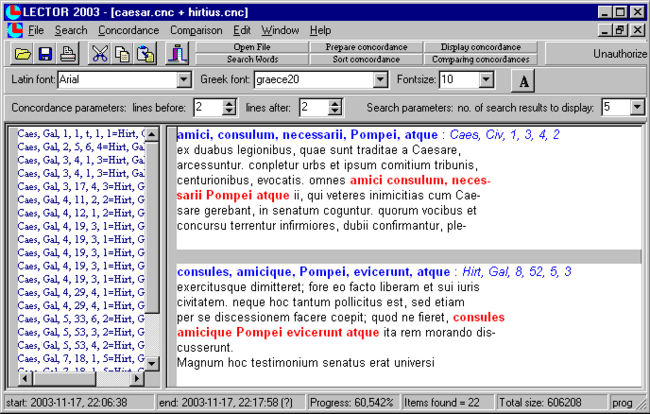 LECTOR 2003 - [caesar.cnc + hirtius.cnc]
File Search Concordance Comparison Edit Window Help
Open File Prepare concordance Display concordance
Search Words Sort concordance Comparing concordances
Unauthorize
Latin font: Arial Greek font: graece20 Fontsize: 10 A
Concordance parameters: lines before: 2 lines after: 2 Search parameters: no. of search results to display: 5
Caes, Gal, 1, 1, t, 1, 1=Hirt, Ga
Caes, Gal, 2, 5, 6, 4=Hirt, Gal
Caes, Gal, 3, 4, 1, 3=Hirt, Gal
Caes, Gal, 3, 4, 1, 3=Hirt, Gal
Caes, Gal, 3, 17, 4, 3=Hirt, G
Caes, Gal, 4, 11, 2, 2=Hirt, G
Caes, Gal, 4, 12, 1, 2=Hirt, G
Caes, Gal, 4, 19, 3, 1=Hirt, G
Caes, Gal, 4, 19, 3, 1=Hirt, G
Caes, Gal, 4, 19, 3, 1=Hirt, G
Caes, Gal, 4, 19, 3, 1=Hirt, G
Caes, Gal, 4, 19, 3, 1=Hirt, G
Caes, Gal, 4, 29, 4, 1=Hirt, G
Caes, Gal, 4, 29, 4, 1=Hirt, G
Caes, Gal, 5, 33, 6, 2=Hirt, G
Caes, Gal, 5, 53, 3, 2=Hirt, G
Caes, Gal, 5, 53, 4, 2=Hirt, G
Caes, Gal, 7, 18, 1, 5=Hirt, G
Caes, Gal, 7, 18, 1, 5=Hirt, G
amici, consulum, necessarii, Pompei, atque : Caes, Civ, 1, 3, 4, 2
ex duabus legionibus, quae sunt traditae a Caesare,
arcessuntur. conpletur urbs et ipsum comitium tribunis,
centurionibus, evocatis. omnes amici consulum, neces-
sarii Pompei atque ii, qui veteres inimicitias cum Cae-
sare gerebant, in senatum coguntur. quorum vocibus et
concursu terrentur infirmiores, dubii confirmantur, ple-
consules, amicique, Pompei, evicerunt, atque : Hirt, Gal, 8, 52, 5, 3
exercitusque dimitteret; fore eo facto liberam et sui iuris
civitatem. neque hoc tantum pollicitus est, sed etiam
per se discessionem facere coepit; quod ne fieret, consules
amicique Pompei evicerunt atque ita rem morando dis-
cusserunt.
Magnum hoc testimonium senatus erat universi
start: 2003-11-17, 22:06:38 end: 2003-11-17, 22:17:58 (?) Progress: 60,542% Items found = 22 Total size: 606208 prog